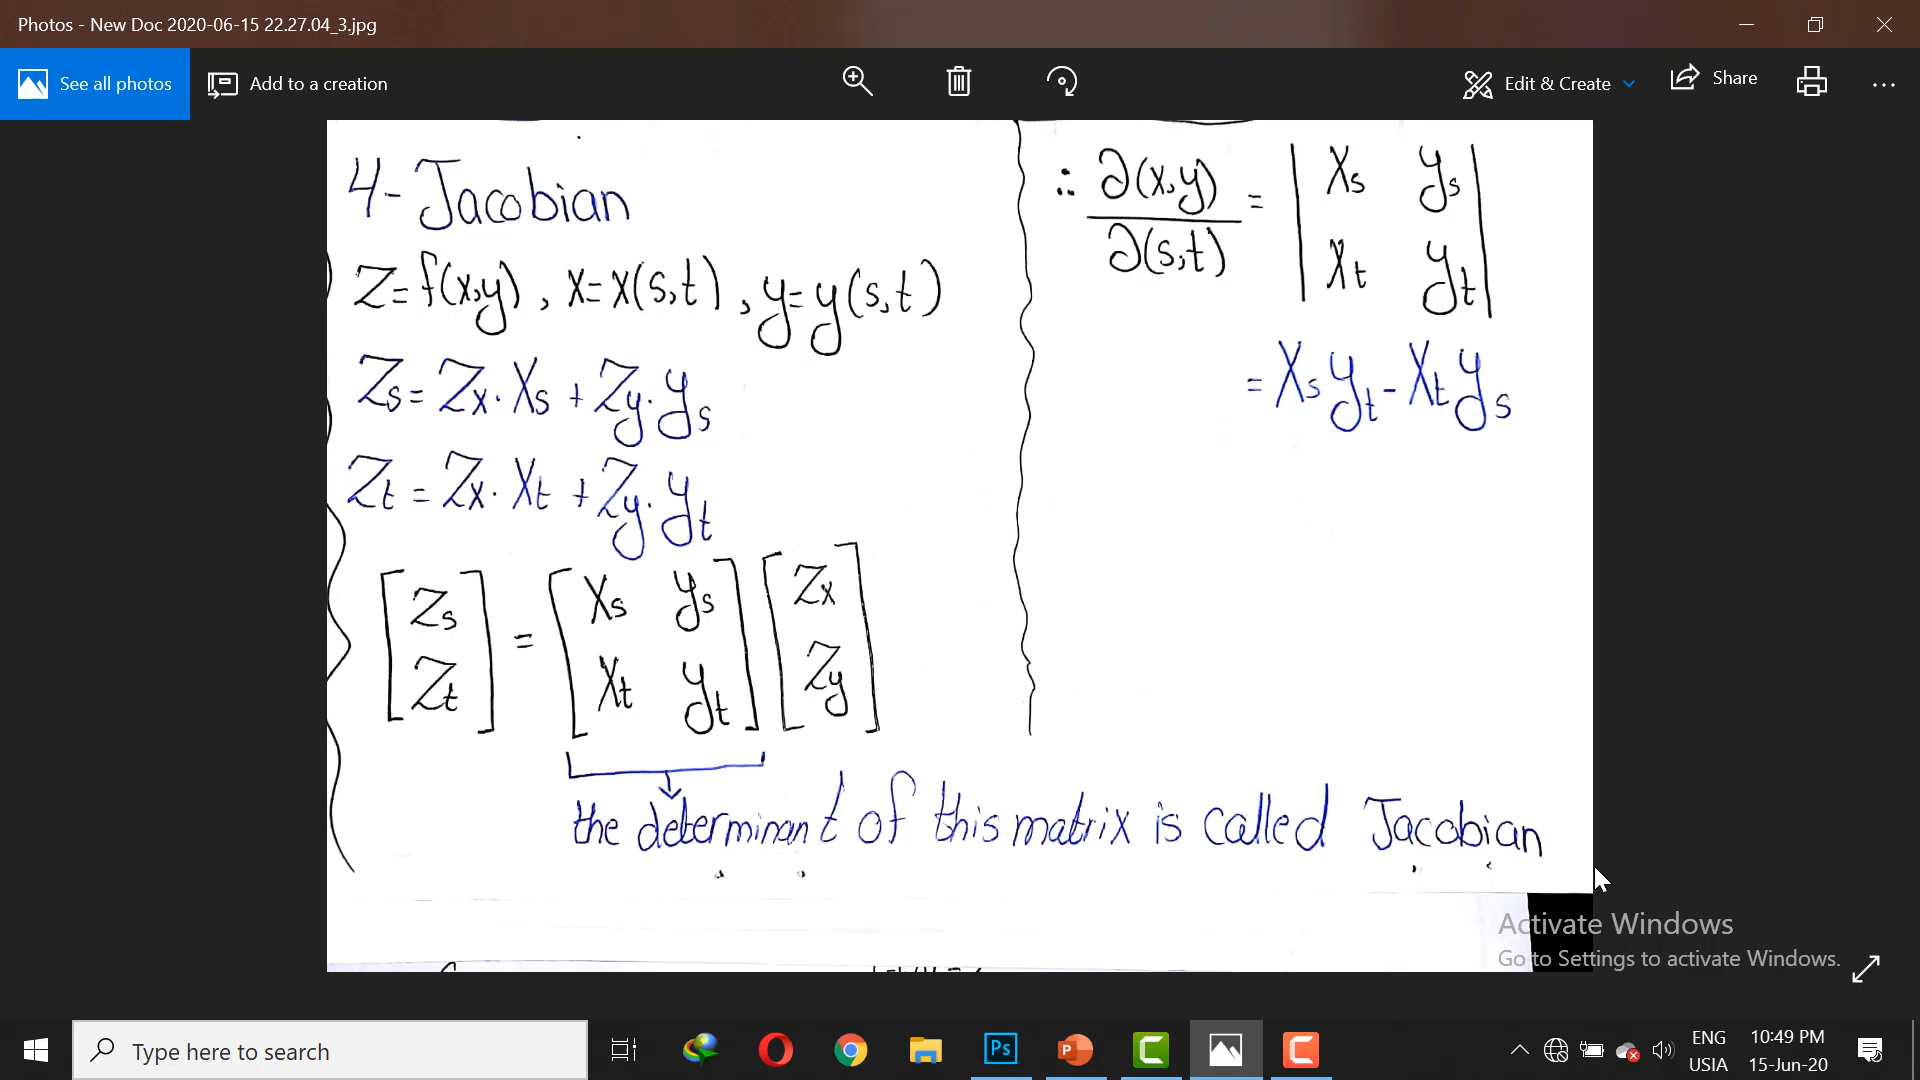 Photos - New Doc 2020-06-15 22.27.04_3.jpg
See all photos
Add to a creation
Edit & Create
Share
4- Jacobian
Z = f(x,y), x = x(s,t), y = y(s,t)
Zs = Zx · Xs + Zy · ys
Zt = Zx · Xt + Zy · yt
[Zs Zt] = [Xs ys Xt yt] [Zx Zy]
the determinant of this matrix is called Jacobian
∴ ∂(x,y) / ∂(s,t) = | Xs ys Xt yt |
= Xs yt - Xt ys
Activate Windows
Go to Settings to activate Windows.
Type here to search
Ps
P
C
C
ENG
USIA
10:49 PM
15-Jun-20